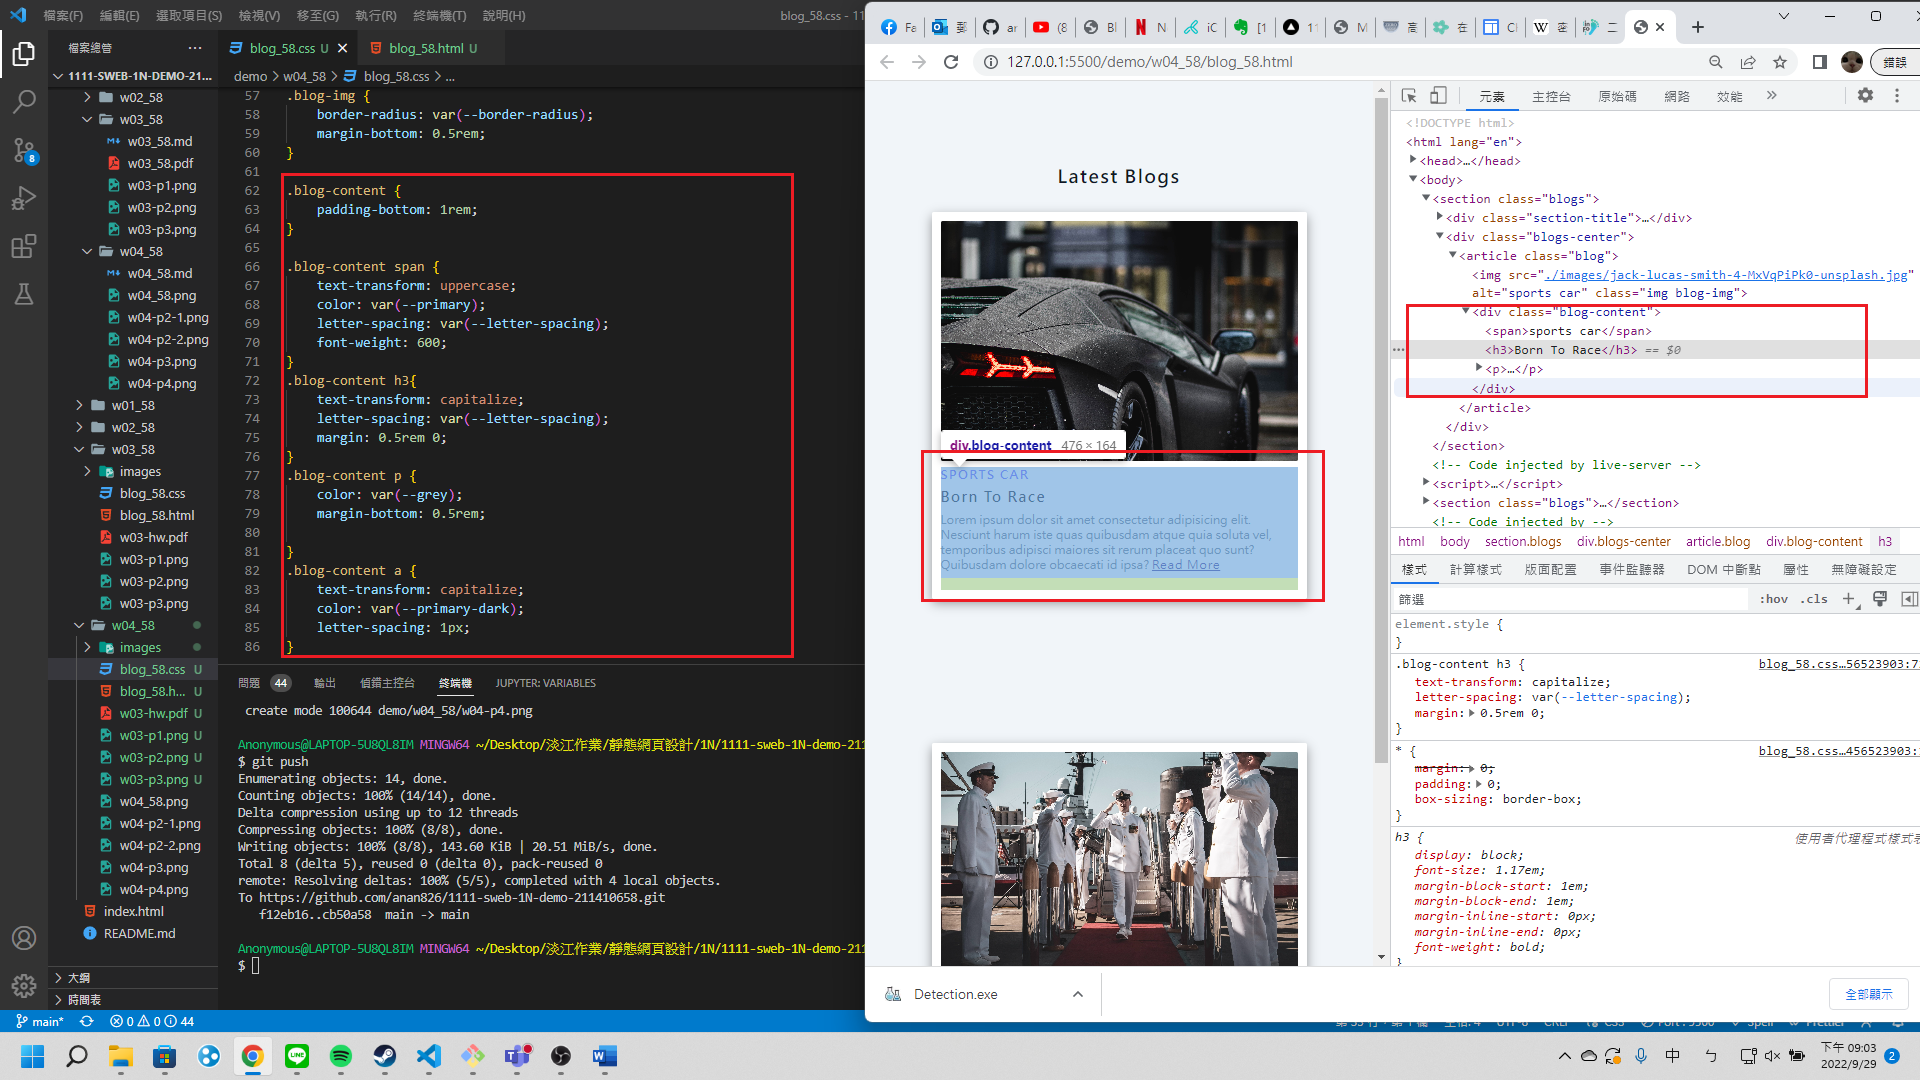 檔案(F) 編輯(E) 選取項目(S) 檢視(V) 移至(G) 執行(R) 終端機(T) 說明(H)
blog_58.css - 11
檔案總管
1111-SWEB-1N-DEMO-21...
w02_58
w03_58
w03_58.md
w03_58.pdf
w03-p1.png
w03-p2.png
w03-p3.png
w04_58
w04_58.md
w04_58.png
w04-p2-1.png
w04-p2-2.png
w04-p3.png
w04-p4.png
w01_58
w02_58
w03_58
images
blog_58.css
blog_58.html
w03-hw.pdf
w03-p1.png
w03-p2.png
w03-p3.png
w04_58
images
blog_58.css U
blog_58.h... U
w03-hw.pdf U
w03-p1.png U
w03-p2.png U
w03-p3.png U
w04_58.png
w04-p2-1.png
w04-p2-2.png
w04-p3.png
w04-p4.png
index.html
README.md
大綱
時間表
blog_58.css U
blog_58.html U
demo > w04_58 > blog_58.css > ...
57 .blog-img {
58 border-radius: var(--border-radius);
59 margin-bottom: 0.5rem;
60 }
61
62 .blog-content {
63 padding-bottom: 1rem;
64 }
65
66 .blog-content span {
67 text-transform: uppercase;
68 color: var(--primary);
69 letter-spacing: var(--letter-spacing);
70 font-weight: 600;
71 }
72 .blog-content h3{
73 text-transform: capitalize;
74 letter-spacing: var(--letter-spacing);
75 margin: 0.5rem 0;
76 }
77 .blog-content p {
78 color: var(--grey);
79 margin-bottom: 0.5rem;
80
81 }
82 .blog-content a {
83 text-transform: capitalize;
84 color: var(--primary-dark);
85 letter-spacing: 1px;
86 }
問題 44 輸出 偵錯主控台 終端機 JUPYTER: VARIABLES
create mode 100644 demo/w04_58/w04-p4.png
Anonymous@LAPTOP-5U8QL8IM MINGW64 ~/Desktop/淡江作業/靜態網頁設計/1N/1111-sweb-1N-demo-211
$ git push
Enumerating objects: 14, done.
Counting objects: 100% (14/14), done.
Delta compression using up to 12 threads
Compressing objects: 100% (8/8), done.
Writing objects: 100% (8/8), 143.60 KiB | 20.51 MiB/s, done.
Total 8 (delta 5), reused 0 (delta 0), pack-reused 0
remote: Resolving deltas: 100% (5/5), completed with 4 local objects.
To https://github.com/anan826/1111-sweb-1N-demo-211410658.git
f12eb16..cb50a58 main -> main
Anonymous@LAPTOP-5U8QL8IM MINGW64 ~/Desktop/淡江作業/靜態網頁設計/1N/1111-sweb-1N-demo-211
$
main* 0 0 44
127.0.0.1:5500/demo/w04_58/blog_58.html
錯誤
Latest Blogs
div.blog-content 476 × 164
SPORTS CAR
Born To Race
Lorem ipsum dolor sit amet consectetur adipisicing elit.
Nesciunt harum iste quas quibusdam atque quia soluta vel,
temporibus adipisci maiores sit rerum placeat quo sunt?
Quibusdam dolore obcaecati id ipsa? Read More
元素 主控台 原始碼 網路 效能
<!DOCTYPE html>
<html lang="en">
<head>…</head>
<body>
<section class="blogs">
<div class="section-title">…</div>
<div class="blogs-center">
<article class="blog">
<img src="./images/jack-lucas-smith-4-MxVqPiPk0-unsplash.jpg"
alt="sports car" class="img blog-img">
<div class="blog-content">
<span>sports car</span>
<h3>Born To Race</h3> == $0
<p>…</p>
</div>
</article>
</div>
</section>
<!-- Code injected by live-server -->
<script>…</script>
<section class="blogs">…</section>
<!-- Code injected by -->
html body section.blogs div.blogs-center article.blog div.blog-content h3
樣式 計算樣式 版面配置 事件監聽器 DOM 中斷點 屬性 無障礙設定
篩選 :hov .cls
element.style {
}
.blog-content h3 { blog_58.css…56523903:7
text-transform: capitalize;
letter-spacing: var(--letter-spacing);
margin: 0.5rem 0;
}
* { blog_58.css…456523903:
margin: 0;
padding: 0;
box-sizing: border-box;
}
h3 { 使用者代理程式樣式
display: block;
font-size: 1.17em;
margin-block-start: 1em;
margin-block-end: 1em;
margin-inline-start: 0px;
margin-inline-end: 0px;
font-weight: bold;
}
Detection.exe
全部顯示
中
下午 09:03
2022/9/29
2